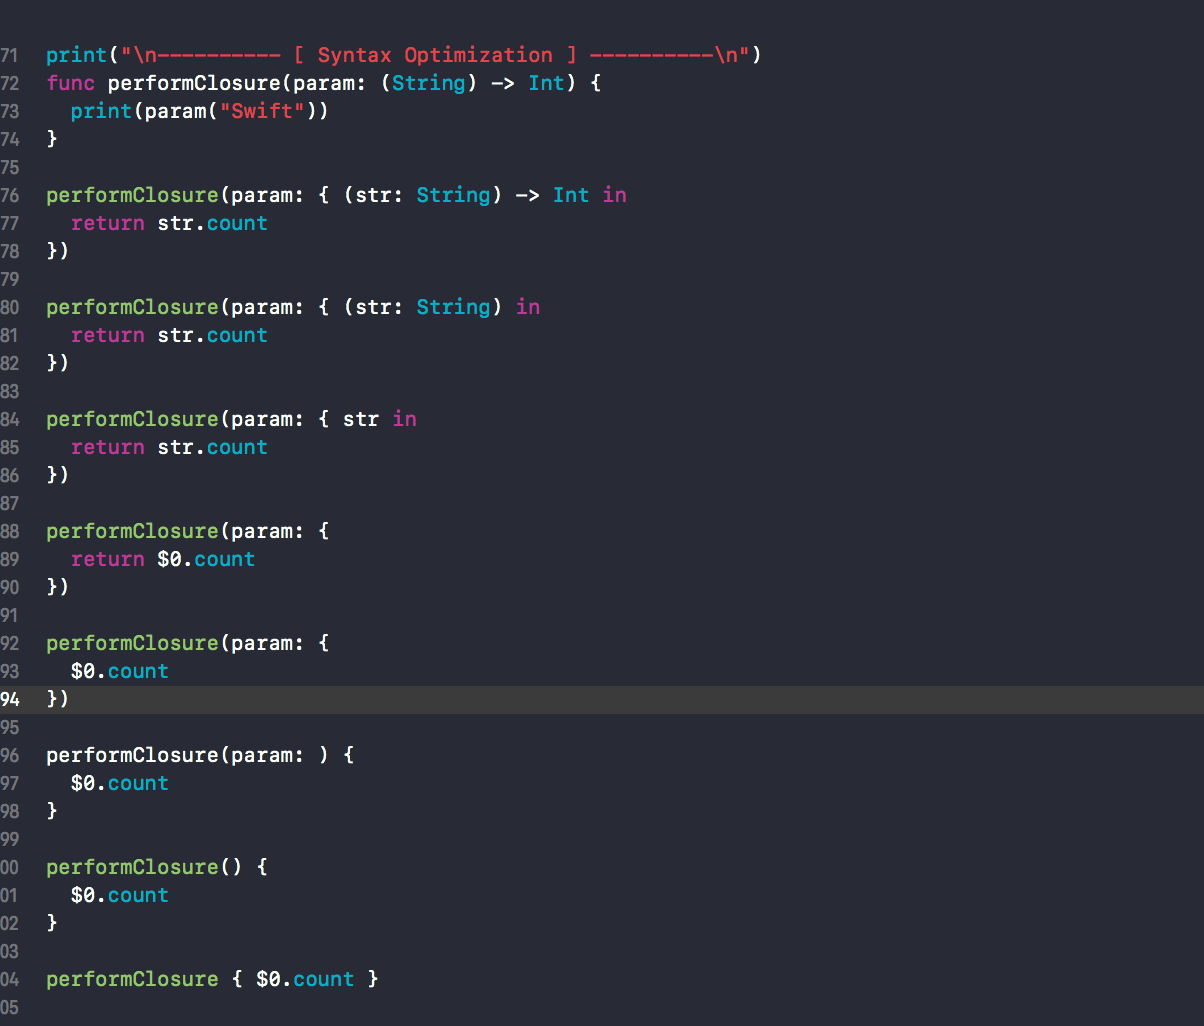 71 print("\n---------- [ Syntax Optimization ] ----------\n")
72 func performClosure(param: (String) -> Int) {
73   print(param("Swift"))
74 }
75
76 performClosure(param: { (str: String) -> Int in
77   return str.count
78 })
79
80 performClosure(param: { (str: String) in
81   return str.count
82 })
83
84 performClosure(param: { str in
85   return str.count
86 })
87
88 performClosure(param: {
89   return $0.count
90 })
91
92 performClosure(param: {
93   $0.count
94 })
95
96 performClosure(param: ) {
97   $0.count
98 }
99
00 performClosure() {
01   $0.count
02 }
03
04 performClosure { $0.count }
05